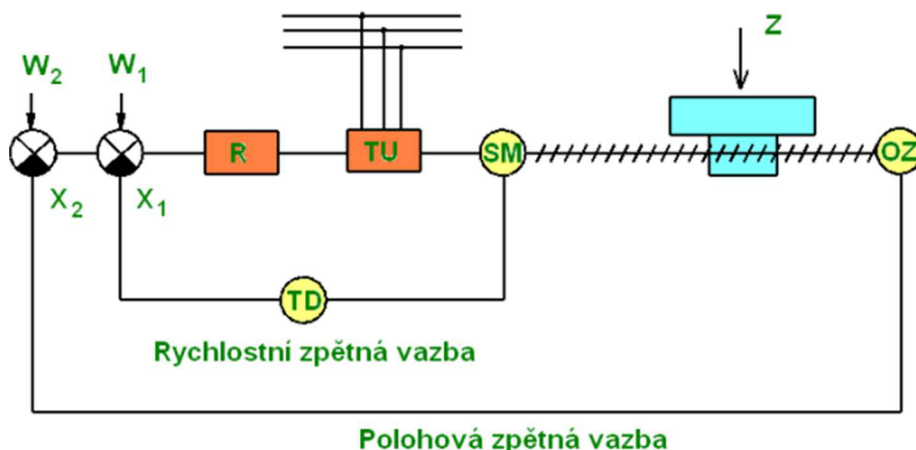 Z
W₂ W₁
R TU SM OZ
X₂ X₁
TD
Rychlostní zpětná vazba
Polohová zpětná vazba